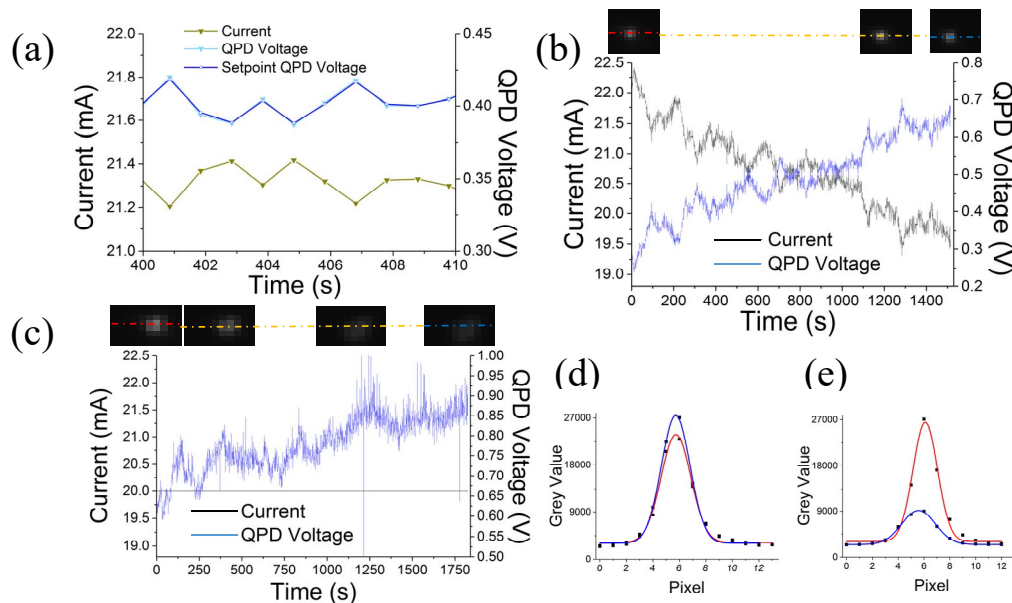 (a)
Current
QPD Voltage
Setpoint QPD Voltage
Current (mA)
22.0
21.8
21.6
21.4
21.2
21.0
QPD Voltage (V)
0.45
0.40
0.35
0.30
400 402 404 406 408 410
Time (s)
(b)
Current (mA)
22.5
22.0
21.5
21.0
20.5
20.0
19.5
19.0
QPD Voltage (V)
0.8
0.7
0.6
0.5
0.4
0.3
0.2
Current
QPD Voltage
0 200 400 600 800 1000 1200 1400
Time (s)
(c)
Current (mA)
22.5
22.0
21.5
21.0
20.5
20.0
19.5
19.0
QPD Voltage (V)
1.00
0.95
0.90
0.85
0.80
0.75
0.70
0.65
0.60
0.55
0.50
Current
QPD Voltage
0 250 500 750 1000 1250 1500 1750
Time (s)
(d)
Grey Value
27000
18000
9000
0
0 2 4 6 8 10 12
Pixel
(e)
Grey Value
27000
18000
9000
0
0 2 4 6 8 10 12
Pixel